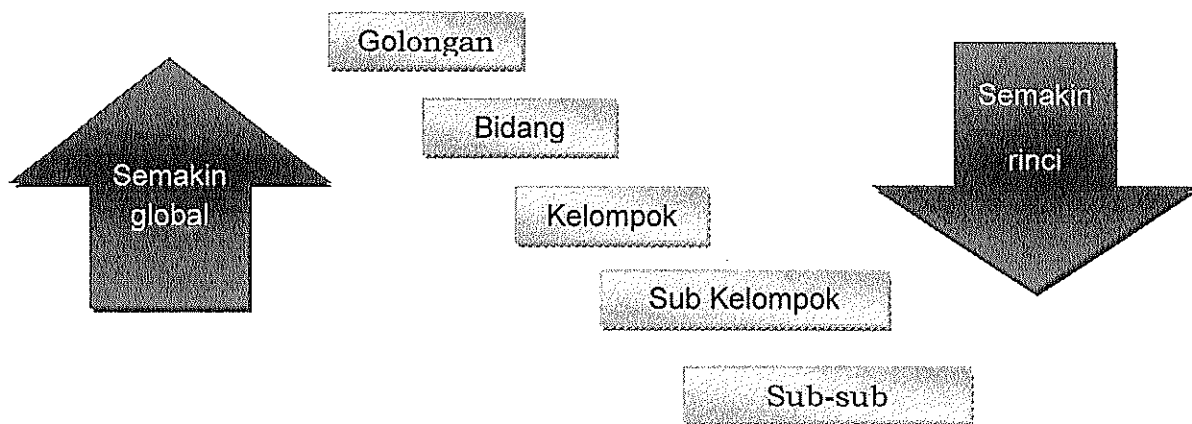 Golongan
Semakin
Bidang
rinci
Semakin
global
Kelompok
Sub Kelompok
Sub-sub